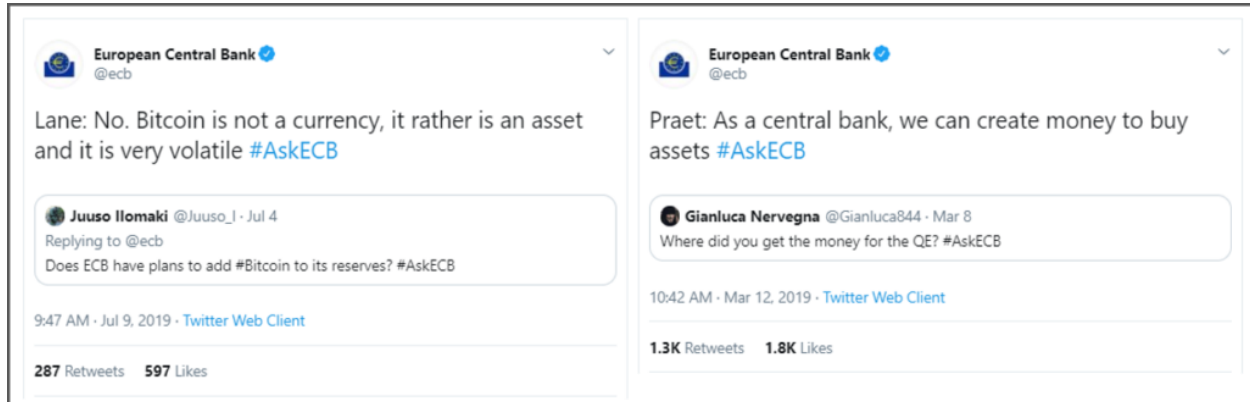 European Central Bank
@ecb
Lane: No. Bitcoin is not a currency, it rather is an asset
and it is very volatile #AskECB
Juuso Ilomaki @Juuso_I · Jul 4
Replying to @ecb
Does ECB have plans to add #Bitcoin to its reserves? #AskECB
9:47 AM · Jul 9, 2019 · Twitter Web Client
287 Retweets 597 Likes
European Central Bank
@ecb
Praet: As a central bank, we can create money to buy
assets #AskECB
Gianluca Nervegna @Gianluca844 · Mar 8
Where did you get the money for the QE? #AskECB
10:42 AM · Mar 12, 2019 · Twitter Web Client
1.3K Retweets 1.8K Likes